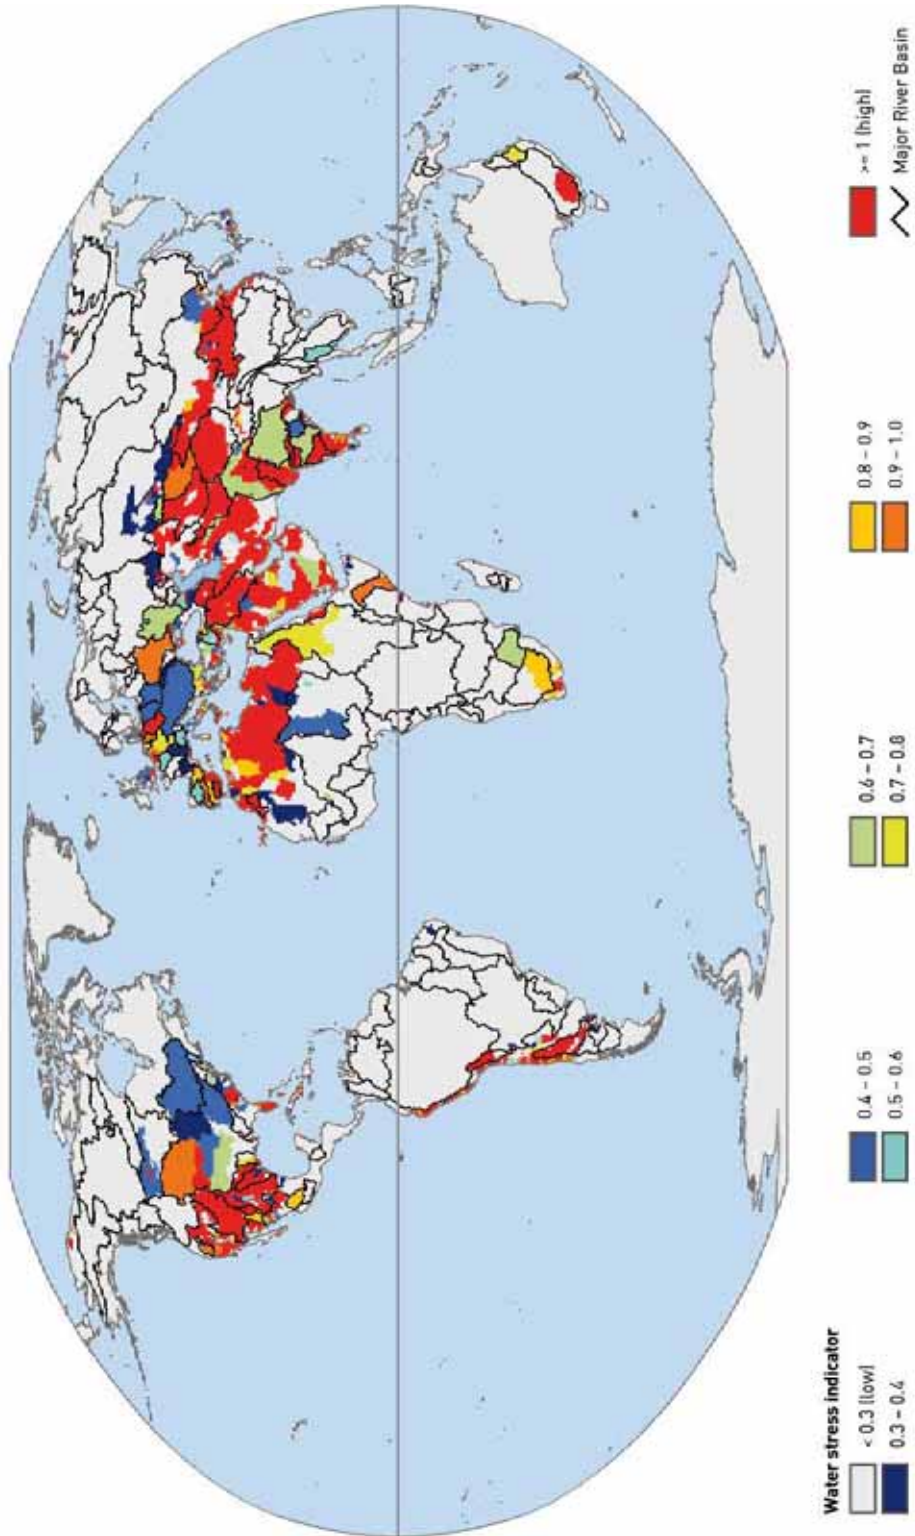 Water stress indicator
< 0.3 (low)
0.3 – 0.4
0.4 – 0.5
0.5 – 0.6
0.6 – 0.7
0.7 – 0.8
0.8 – 0.9
0.9 – 1.0
>= 1 (high)
Major River Basin